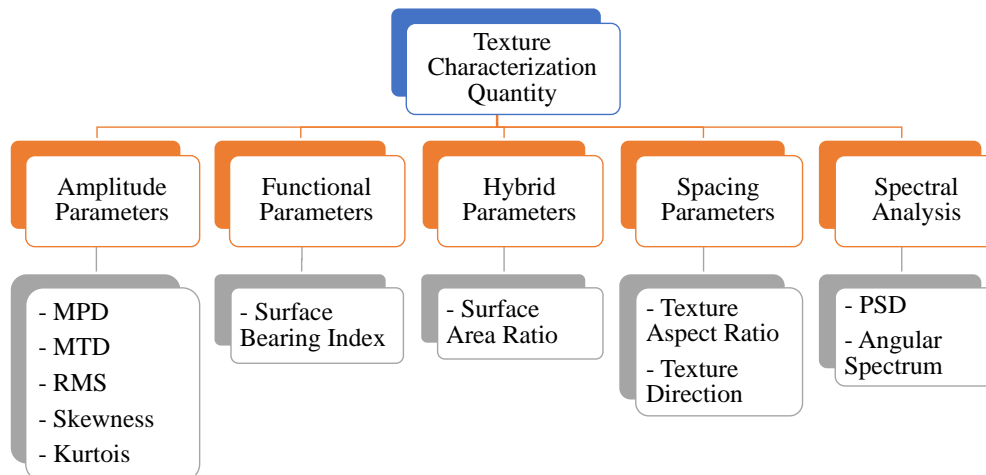 Texture
Characterization
Quantity
Amplitude
Parameters
Functional
Parameters
Hybrid
Parameters
Spacing
Parameters
Spectral
Analysis
- MPD
- MTD
- RMS
- Skewness
- Kurtois
- Surface
Bearing Index
- Surface
Area Ratio
- Texture
Aspect Ratio
- Texture
Direction
- PSD
- Angular
Spectrum